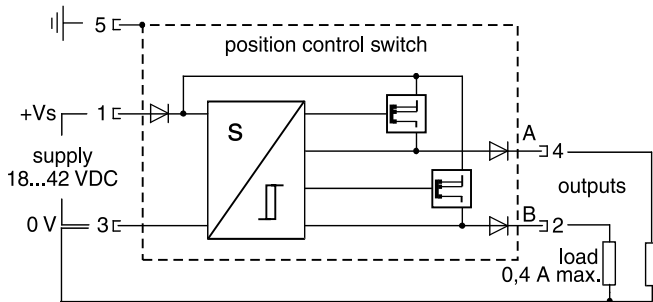 5
position control switch
+Vs 1
S
A
4
supply
18...42 VDC
outputs
0 V 3
B
2
load
0,4 A max.